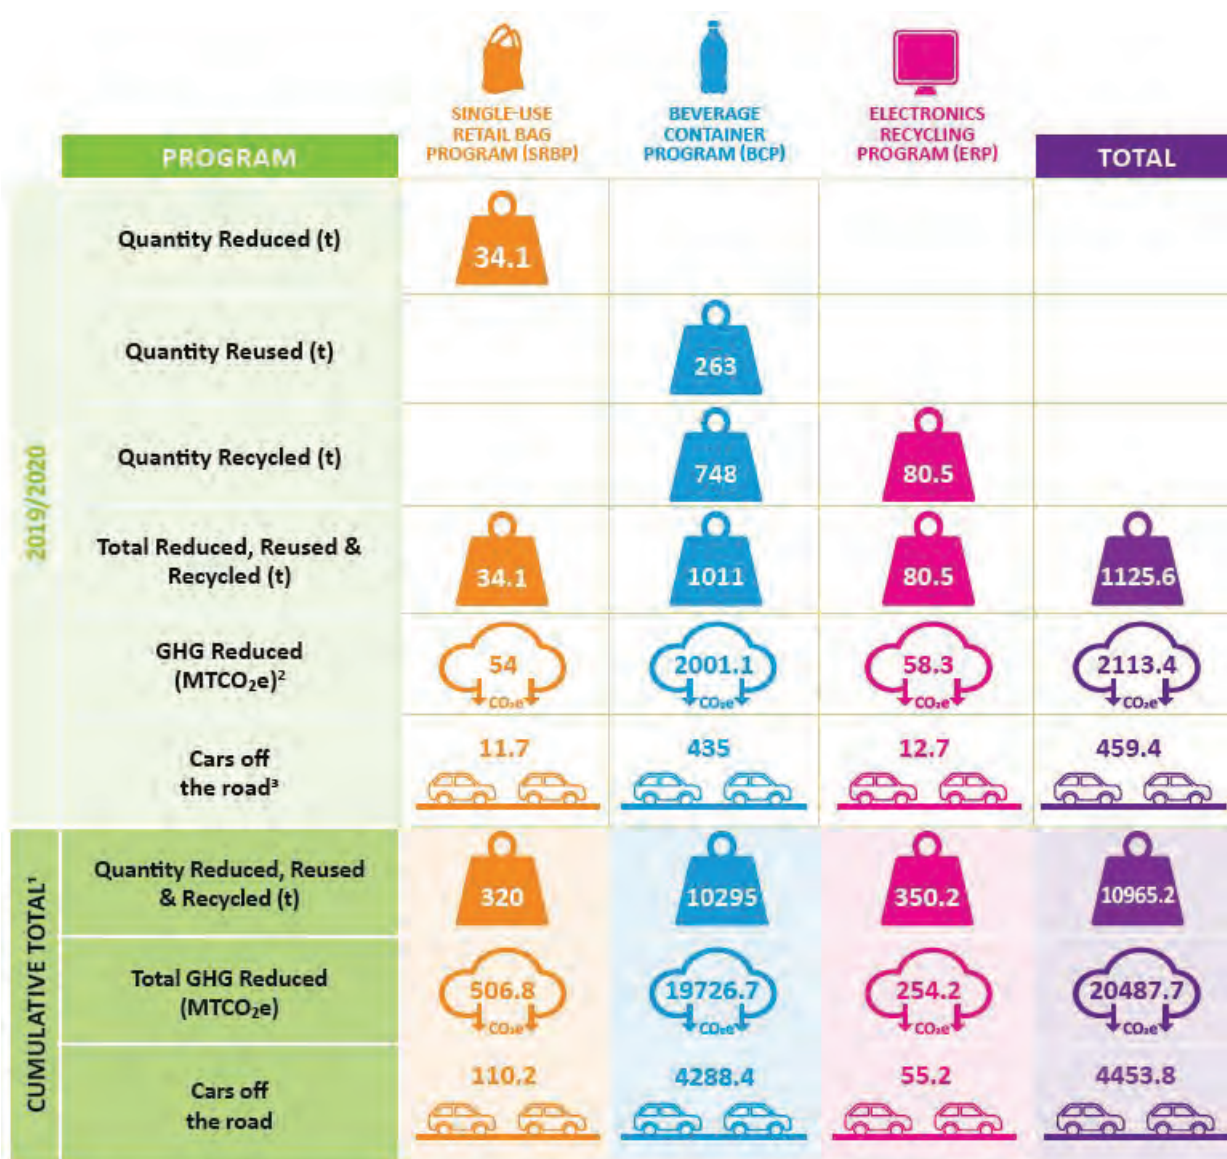 SINGLE-USE
RETAIL BAG
PROGRAM (SRBP)
BEVERAGE
CONTAINER
PROGRAM (BCP)
ELECTRONICS
RECYCLING
PROGRAM (ERP)
PROGRAM
TOTAL
2019/2020
Quantity Reduced (t)
34.1
Quantity Reused (t)
263
Quantity Recycled (t)
748
80.5
Total Reduced, Reused &
Recycled (t)
34.1
1011
80.5
1125.6
GHG Reduced
(MTCO₂e)²
54
CO₂e
2001.1
CO₂e
58.3
CO₂e
2113.4
CO₂e
Cars off
the road³
11.7
435
12.7
459.4
CUMULATIVE TOTAL¹
Quantity Reduced, Reused
& Recycled (t)
320
10295
350.2
10965.2
Total GHG Reduced
(MTCO₂e)
506.8
CO₂e
19726.7
CO₂e
254.2
CO₂e
20487.7
CO₂e
Cars off
the road
110.2
4288.4
55.2
4453.8